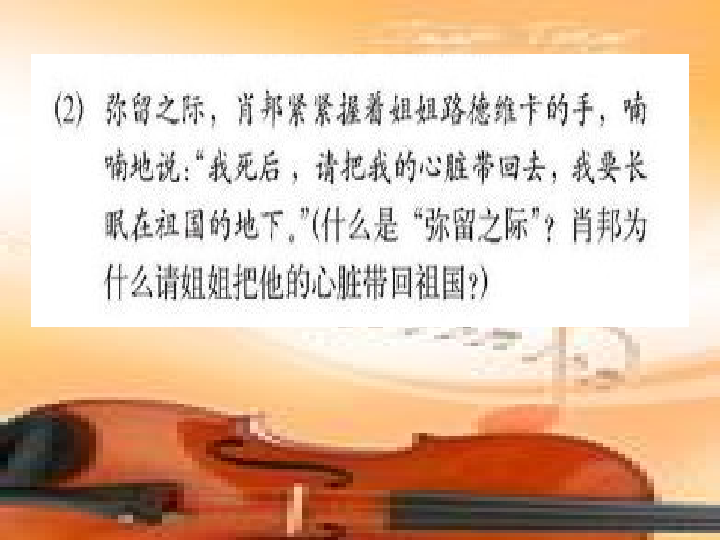 (2) 弥留之际，肖邦紧紧握着姐姐路德维卡的手，喃
喃地说：“我死后，请把我的心脏带回去，我要长
眠在祖国的地下。”(什么是“弥留之际”？肖邦为
什么请姐姐把他的心脏带回祖国？)